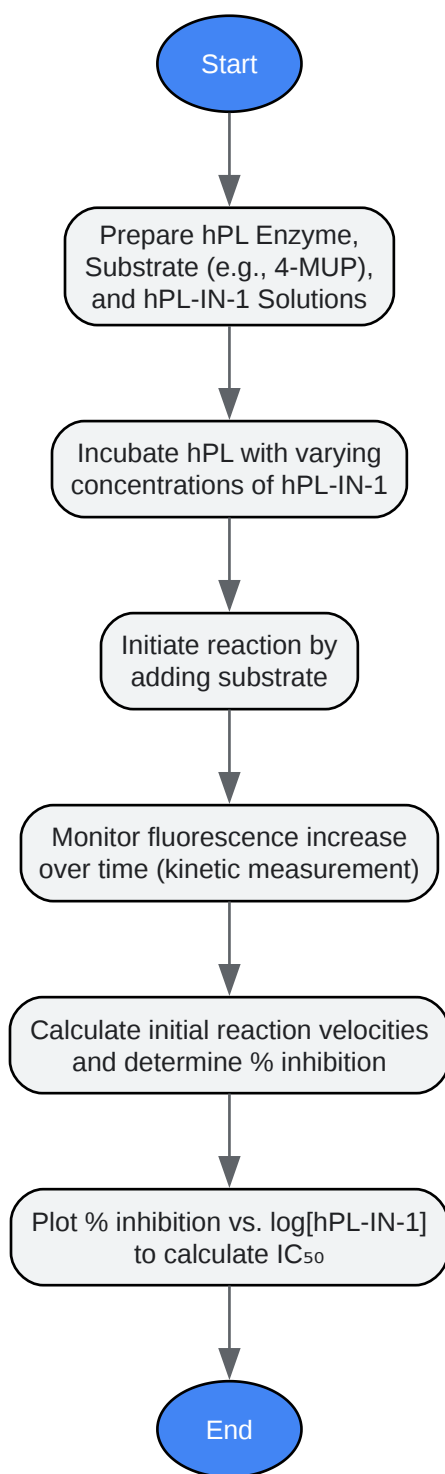 Start
Prepare hPL Enzyme,
Substrate (e.g., 4-MUP),
and hPL-IN-1 Solutions
Incubate hPL with varying
concentrations of hPL-IN-1
Initiate reaction by
adding substrate
Monitor fluorescence increase
over time (kinetic measurement)
Calculate initial reaction velocities
and determine % inhibition
Plot % inhibition vs. log[hPL-IN-1]
to calculate IC₅₀
End